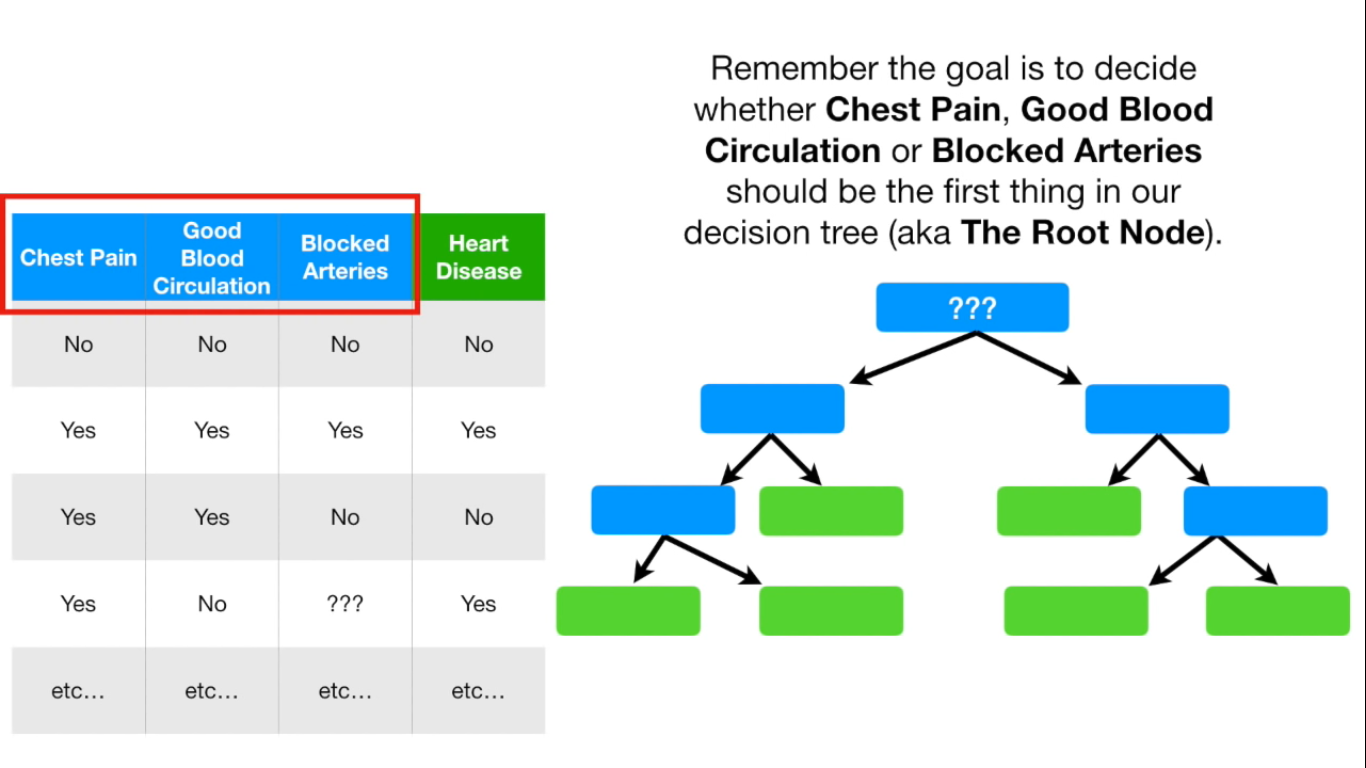 Remember the goal is to decide
whether Chest Pain, Good Blood
Circulation or Blocked Arteries
should be the first thing in our
decision tree (aka The Root Node).
Chest Pain
Good
Blood
Circulation
Blocked
Arteries
Heart
Disease
No No No No
Yes Yes Yes Yes
Yes Yes No No
Yes No ??? Yes
etc… etc… etc… etc…
???